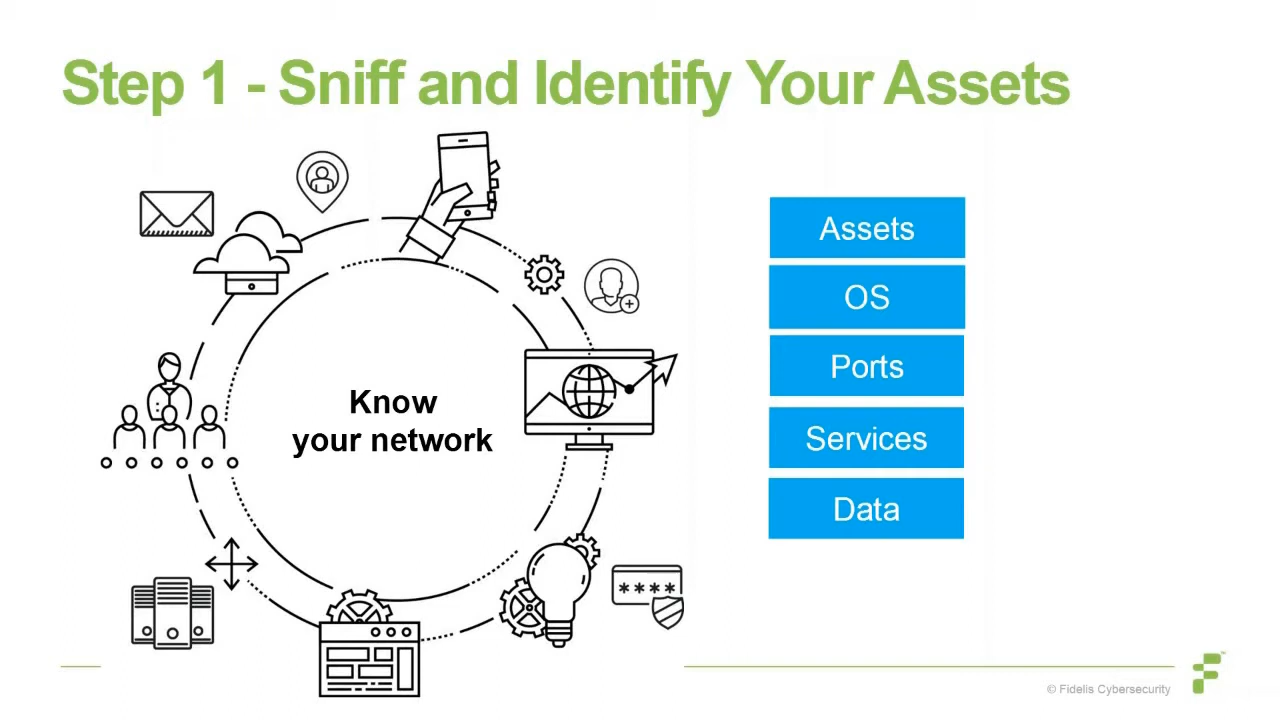 Step 1 - Sniff and Identify Your Assets
Know
your network
Assets
OS
Ports
Services
Data
****
© Fidelis Cybersecurity